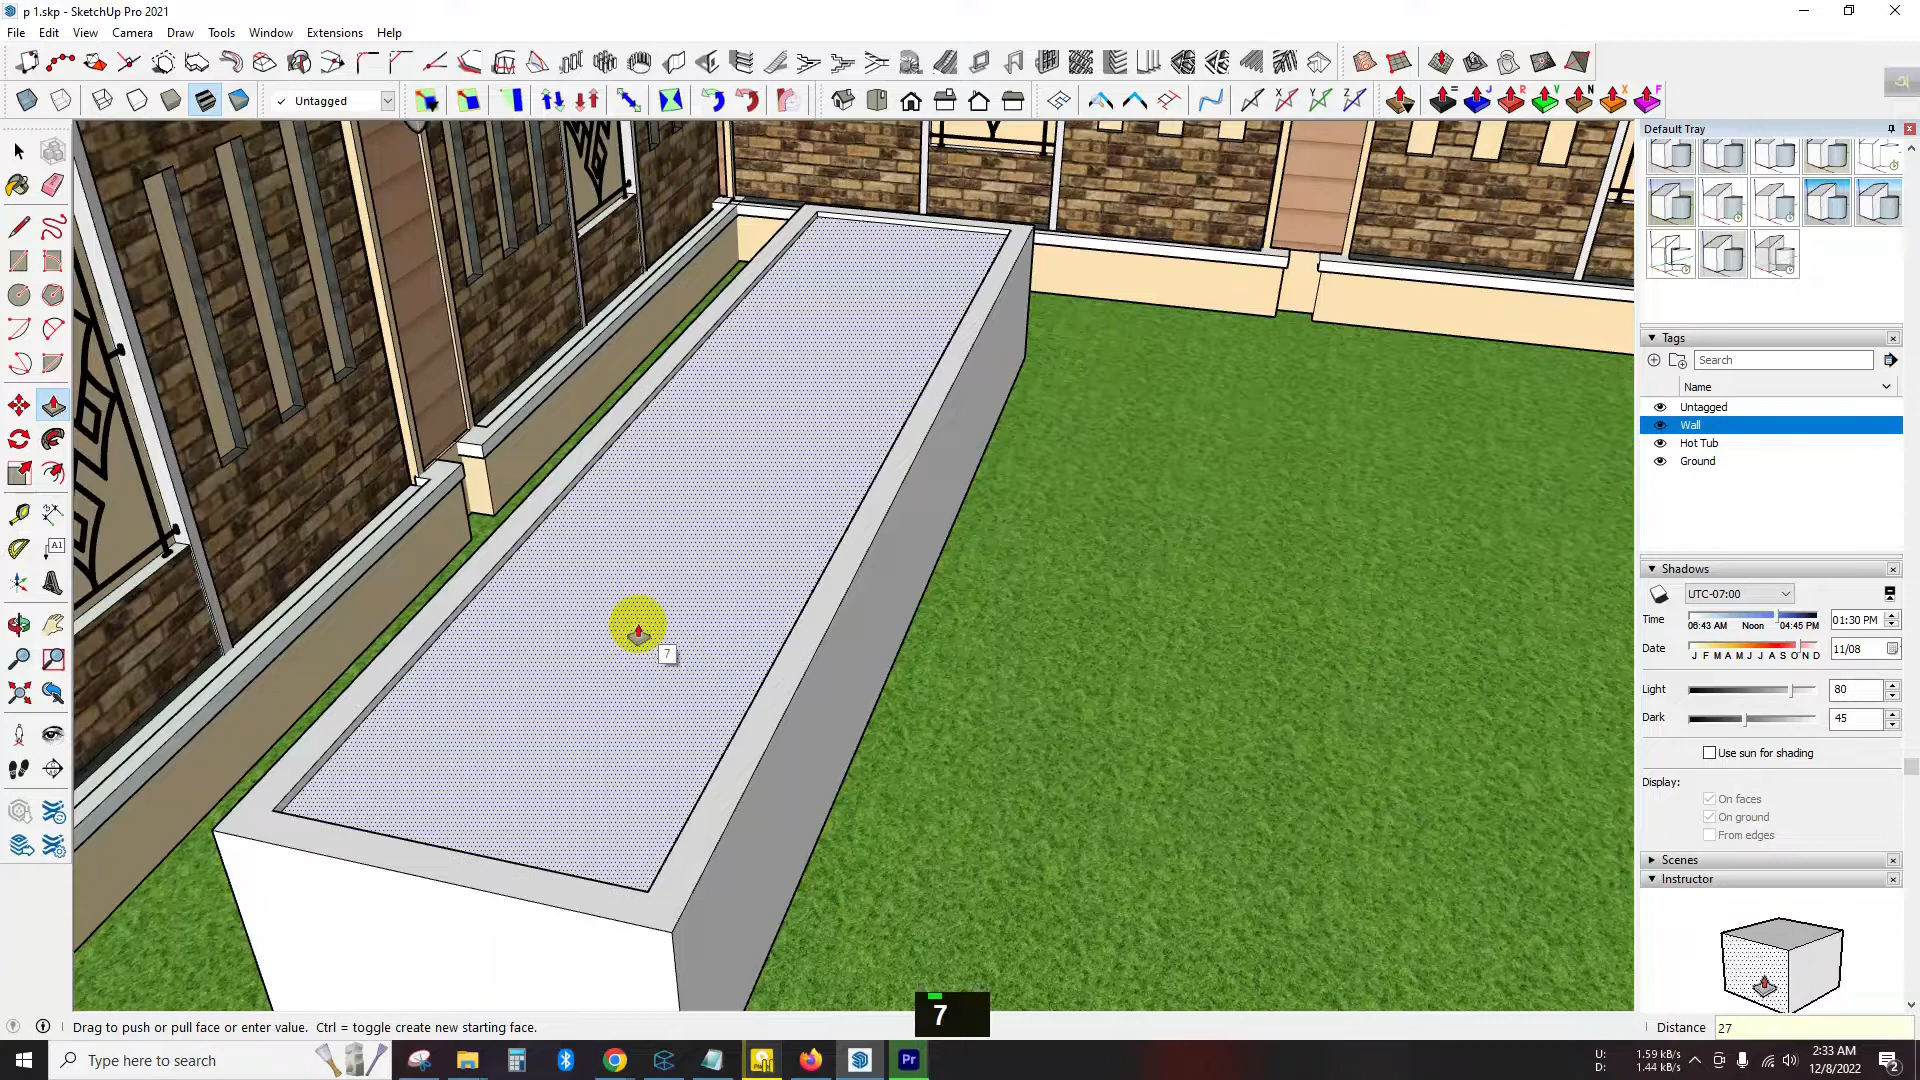 p 1.skp - SketchUp Pro 2021
File Edit View Camera Draw Tools Window Extensions Help
✓ Untagged
= J R V N X F
X Y Z
A1
7
Default Tray
Tags
Search
Name
Untagged
Wall
Hot Tub
Ground
Shadows
UTC-07:00
Time 06:43 AM Noon 04:45 PM 01:30 PM
Date J F M A M J J A S O N D 11/08
Light 80
Dark 45
Use sun for shading
Display:
On faces
On ground
From edges
Scenes
Instructor
7
Drag to push or pull face or enter value. Ctrl = toggle create new starting face.
Distance 27
Type here to search
Pr
U: 1.59 kB/s
D: 1.44 kB/s
2:33 AM
12/8/2022
2